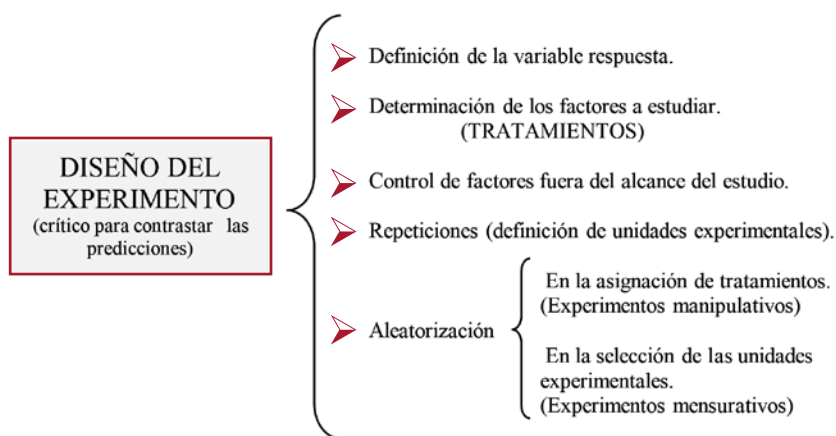 DISEÑO DEL
EXPERIMENTO
(crítico para contrastar las
predicciones)
Definición de la variable respuesta.
Determinación de los factores a estudiar.
(TRATAMIENTOS)
Control de factores fuera del alcance del estudio.
Repeticiones (definición de unidades experimentales).
Aleatorización
En la asignación de tratamientos.
(Experimentos manipulativos)
En la selección de las unidades
experimentales.
(Experimentos mensurativos)